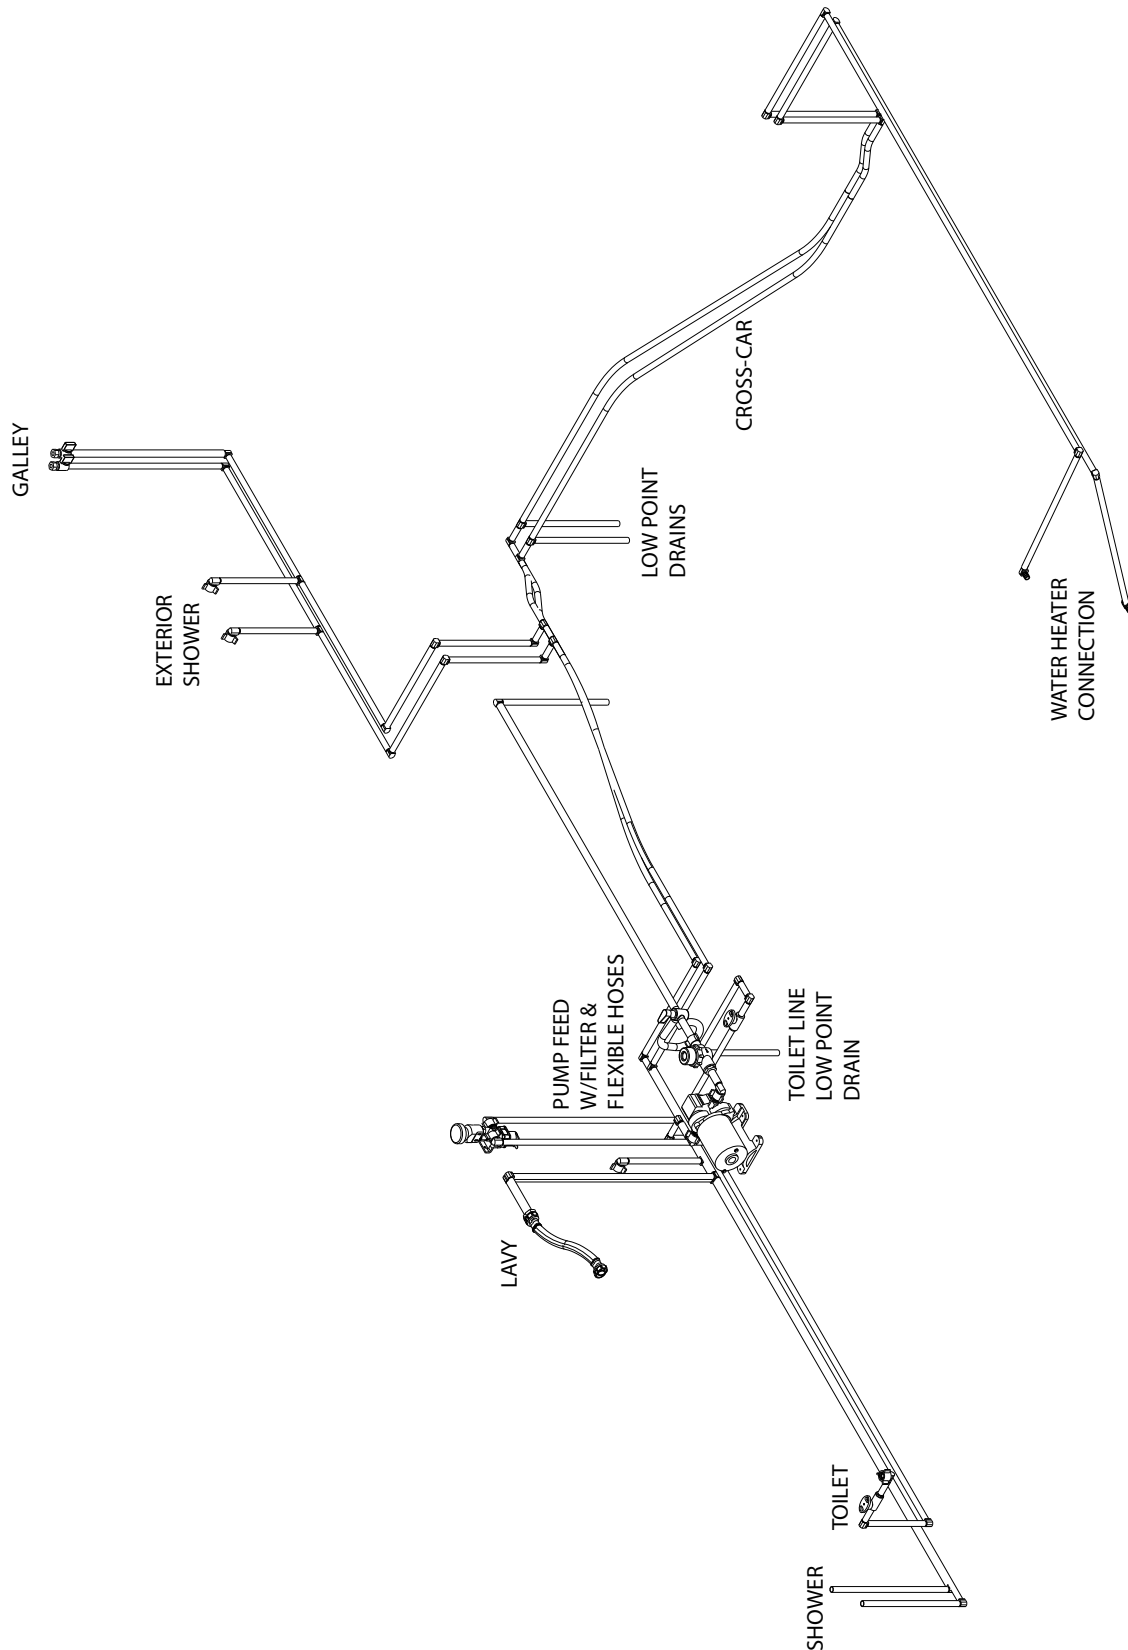 GALLEY
EXTERIOR
SHOWER
CROSS-CAR
LOW POINT
DRAINS
WATER HEATER
CONNECTION
PUMP FEED
W/FILTER &
FLEXIBLE HOSES
TOILET LINE
LOW POINT
DRAIN
LAVY
TOILET
SHOWER